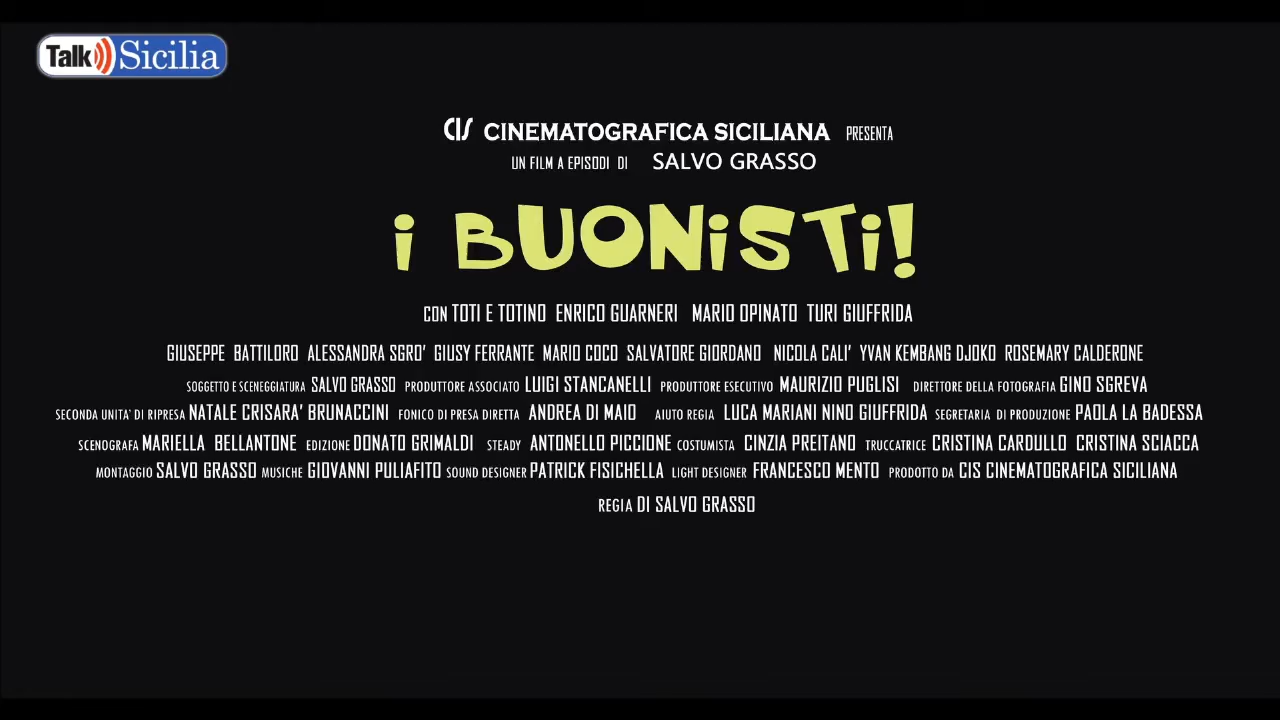 Talk Sicilia
CIS CINEMATOGRAFICA SICILIANA PRESENTA
UN FILM A EPISODI DI SALVO GRASSO
i BUONiSTi!
CON TOTI E TOTINO ENRICO GUARNERI MARIO OPINATO TURI GIUFFRIDA
GIUSEPPE BATTILORO ALESSANDRA SGRO' GIUSY FERRANTE MARIO COCO SALVATORE GIORDANO NICOLA CALI' YVAN KEMBANG DJOKO ROSEMARY CALDERONE
SOGGETTO E SCENEGGIATURA SALVO GRASSO PRODUTTORE ASSOCIATO LUIGI STANCANELLI PRODUTTORE ESECUTIVO MAURIZIO PUGLISI DIRETTORE DELLA FOTOGRAFIA GINO SGREVA
SECONDA UNITA' DI RIPRESA NATALE CRISARA' BRUNACCINI FONICO DI PRESA DIRETTA ANDREA DI MAIO AIUTO REGIA LUCA MARIANI NINO GIUFFRIDA SEGRETARIA DI PRODUZIONE PAOLA LA BADESSA
SCENOGRAFA MARIELLA BELLANTONE EDIZIONE DONATO GRIMALDI STEADY ANTONELLO PICCIONE COSTUMISTA CINZIA PREITANO TRUCCATRICE CRISTINA CARDULLO CRISTINA SCIACCA
MONTAGGIO SALVO GRASSO MUSICHE GIOVANNI PULIAFITO SOUND DESIGNER PATRICK FISICHELLA LIGHT DESIGNER FRANCESCO MENTO PRODOTTO DA CIS CINEMATOGRAFICA SICILIANA
REGIA DI SALVO GRASSO